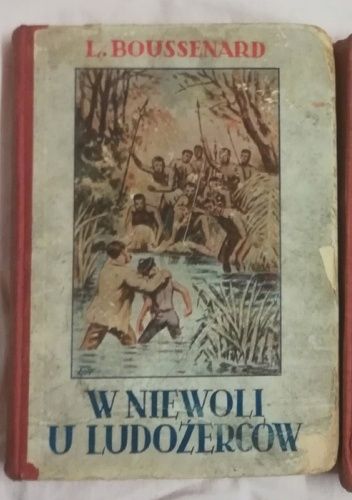 L. BOUSSENARD
W NIEWOLI
U LUDOŻERCÓW